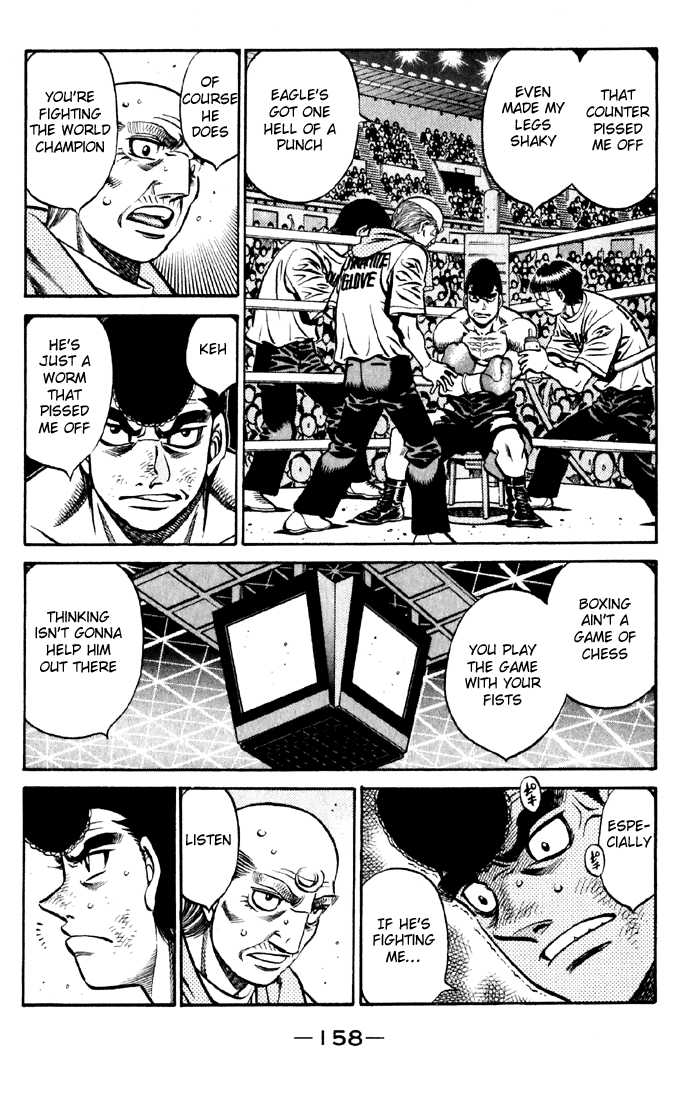 THAT
COUNTER
PISSED
ME OFF
EVEN
MADE MY
LEGS
SHAKY
EAGLE'S
GOT ONE
HELL OF A
PUNCH
OF
COURSE
HE
DOES
YOU'RE
FIGHTING
THE WORLD
CHAMPION
GLOVE
KEH
HE'S
JUST A
WORM THAT
PISSED
ME OFF
BOXING
AIN'T A
GAME OF
CHESS
YOU PLAY
THE GAME
WITH YOUR
FISTS
THINKING
ISN'T GONNA
HELP HIM
OUT THERE
ESPE-
CIALLY
IF HE'S
FIGHTING
ME...
LISTEN
—158—